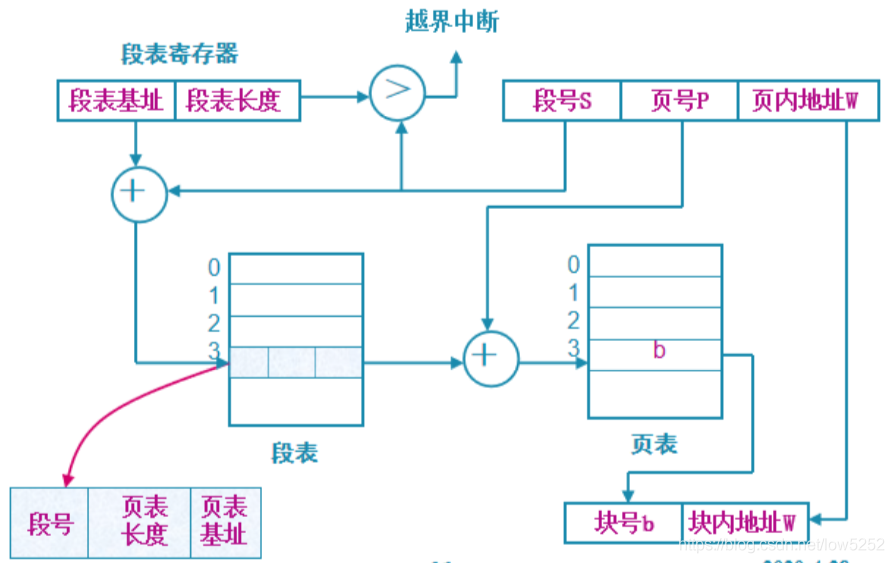 越界中断
段表寄存器
段表基址 段表长度 > 段号S 页号P 页内地址W
+
0
1
2
3
段表
+
0
1
2
3 b
页表
段号 页表长度 页表基址
块号b 块内地址W
https://blog.csdn.net/low5252